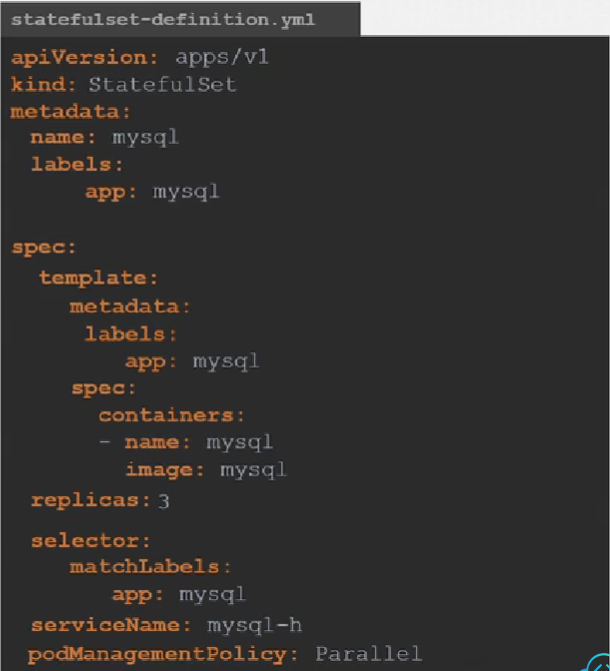 statefulset-definition.yml
apiVersion: apps/v1
kind: StatefulSet
metadata:
  name: mysql
  labels:
      app: mysql
spec:
   template:
      metadata:
       labels:
          app: mysql
      spec:
        containers:
        - name: mysql
          image: mysql
  replicas: 3
  selector:
      matchLabels:
         app: mysql
  serviceName: mysql-h
  podManagementPolicy: Parallel